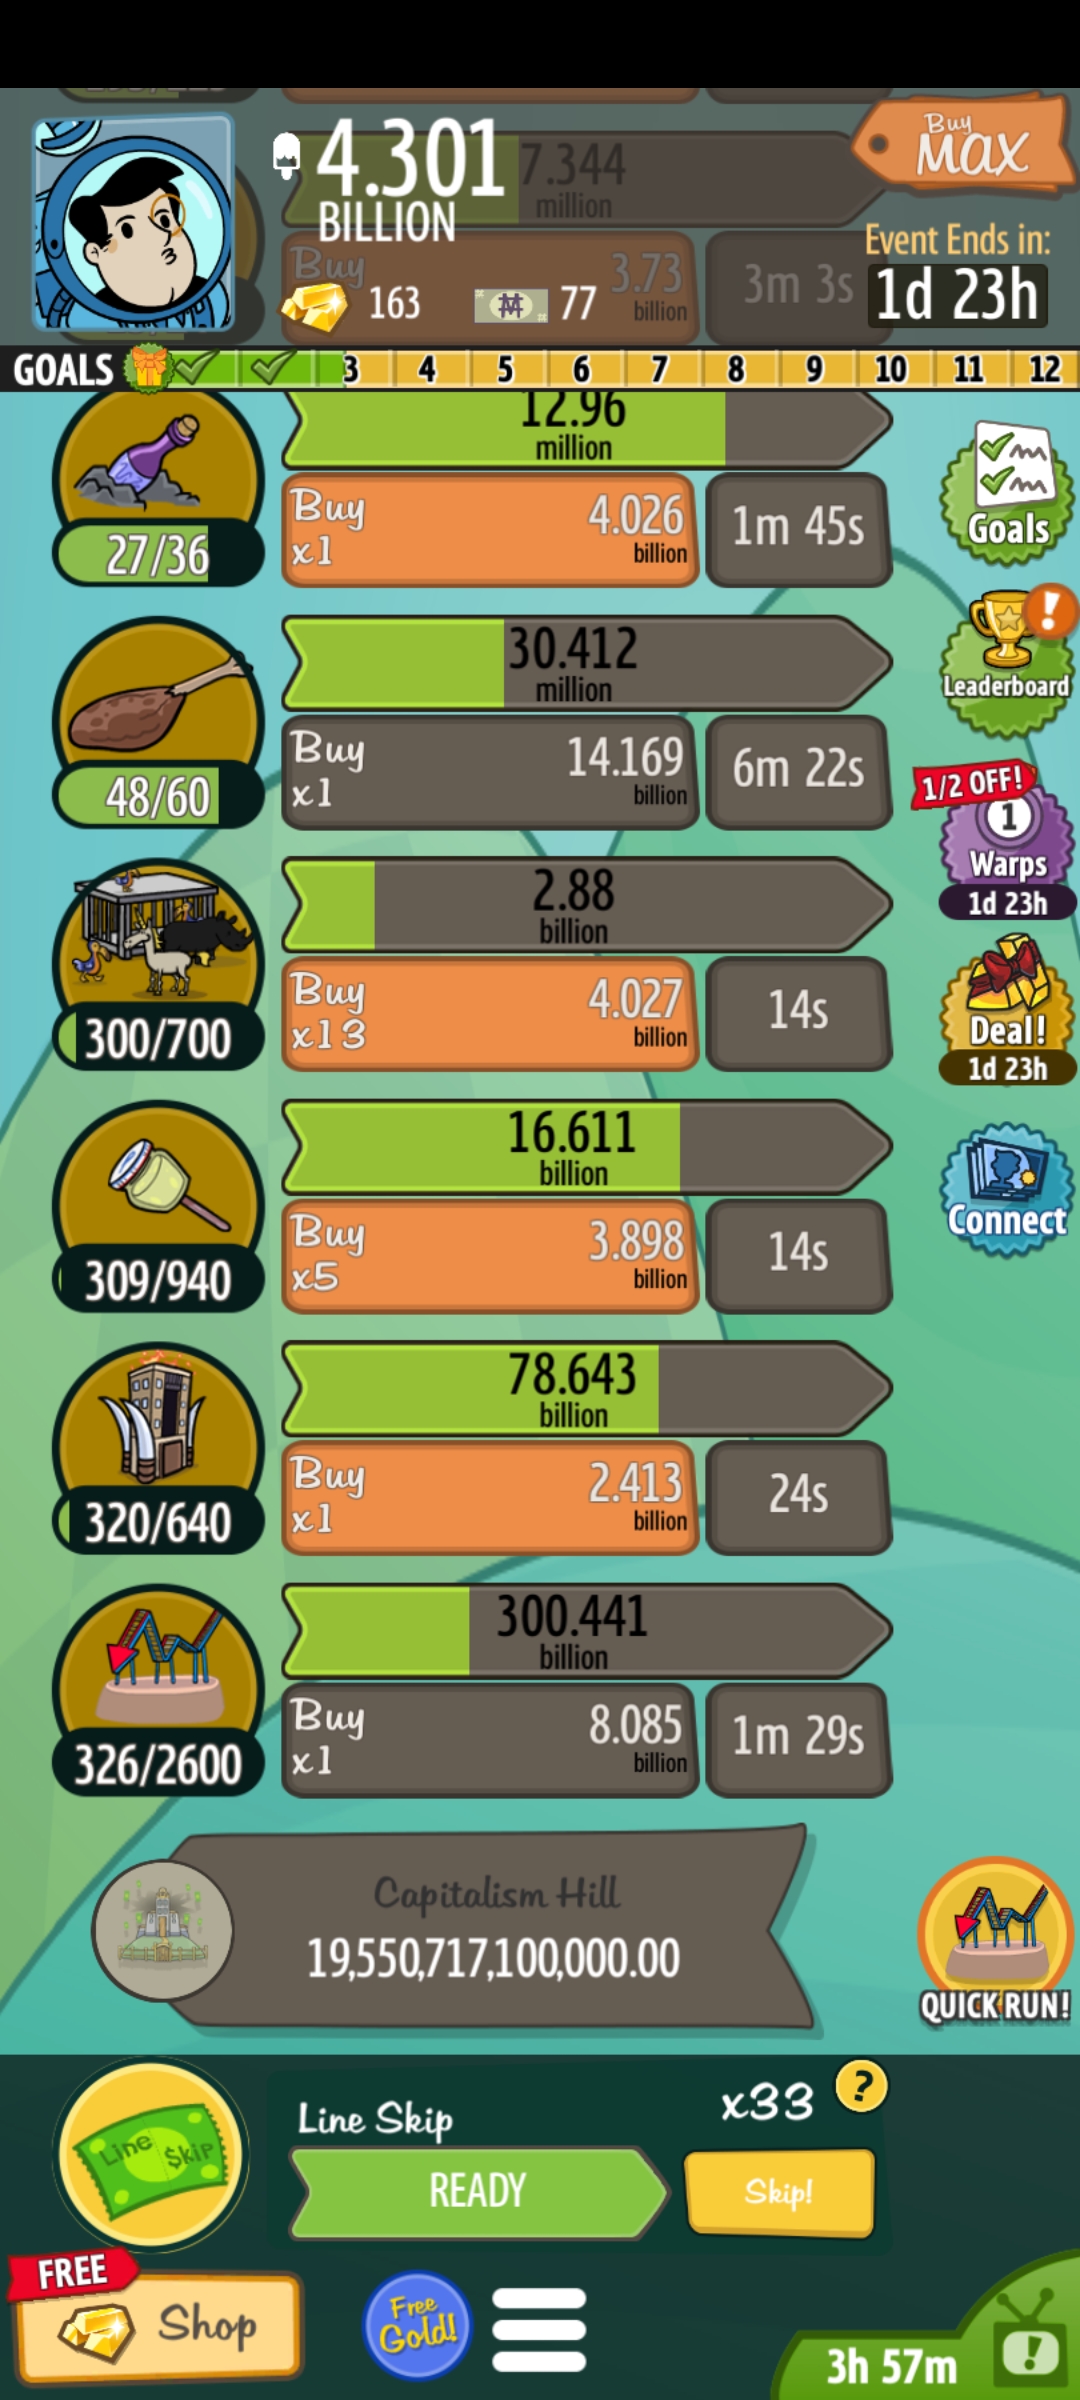 4.301
BILLION
7.344
million
Buy
MAX
Buy
3.73
billion
163
77
3m 3s
Event Ends in:
1d 23h
GOALS
3 4 5 6 7 8 9 10 11 12
12.96
million
27/36
Buy
x1
4.026
billion
1m 45s
Goals
30.412
million
48/60
Buy
x1
14.169
billion
6m 22s
Leaderboard
1/2 OFF!
1
Warps
1d 23h
2.88
billion
300/700
Buy
x13
4.027
billion
14s
Deal!
1d 23h
16.611
billion
309/940
Buy
x5
3.898
billion
14s
Connect
78.643
billion
320/640
Buy
x1
2.413
billion
24s
300.441
billion
326/2600
Buy
x1
8.085
billion
1m 29s
Capitalism Hill
19,550,717,100,000.00
QUICK RUN!
Line $kip
Line Skip
x33
?
READY
Skip!
FREE
Shop
Free
Gold!
3h 57m